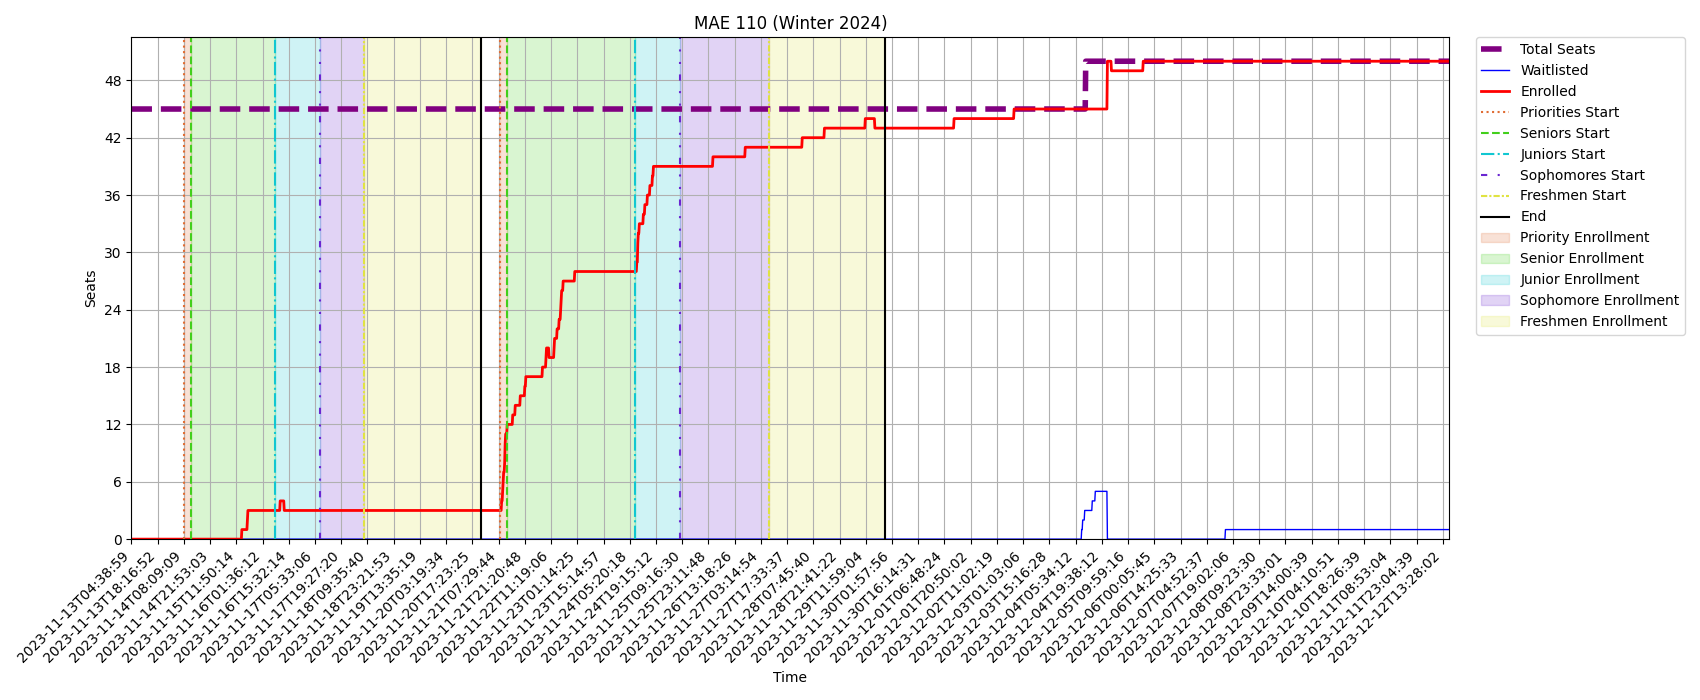 MAE 110 (Winter 2024)
Seats
48
42
36
30
24
18
12
6
0
2023-11-13T04:38:59
2023-11-13T18:16:52
2023-11-14T08:09:09
2023-11-14T21:53:03
2023-11-15T11:50:14
2023-11-16T01:36:12
2023-11-16T15:32:14
2023-11-17T05:33:06
2023-11-17T19:27:20
2023-11-18T09:35:40
2023-11-18T23:21:53
2023-11-19T13:35:19
2023-11-20T03:19:34
2023-11-20T17:23:25
2023-11-21T07:29:44
2023-11-21T21:20:48
2023-11-22T11:19:06
2023-11-23T01:14:25
2023-11-23T15:14:57
2023-11-24T05:20:18
2023-11-24T19:15:12
2023-11-25T09:16:30
2023-11-25T23:11:48
2023-11-26T13:18:26
2023-11-27T03:14:54
2023-11-27T17:33:37
2023-11-28T07:45:40
2023-11-28T21:41:22
2023-11-29T11:59:04
2023-11-30T01:57:56
2023-11-30T16:14:31
2023-12-01T06:48:24
2023-12-01T20:50:02
2023-12-02T11:02:19
2023-12-03T01:03:06
2023-12-03T15:16:28
2023-12-04T05:34:12
2023-12-04T19:38:12
2023-12-05T09:59:16
2023-12-06T00:05:45
2023-12-06T14:25:33
2023-12-07T04:52:37
2023-12-07T19:02:06
2023-12-08T09:23:30
2023-12-08T23:33:01
2023-12-09T14:00:39
2023-12-10T04:10:51
2023-12-10T18:26:39
2023-12-11T08:53:04
2023-12-11T23:04:39
2023-12-12T13:28:02
Time
Total Seats
Waitlisted
Enrolled
Priorities Start
Seniors Start
Juniors Start
Sophomores Start
Freshmen Start
End
Priority Enrollment
Senior Enrollment
Junior Enrollment
Sophomore Enrollment
Freshmen Enrollment